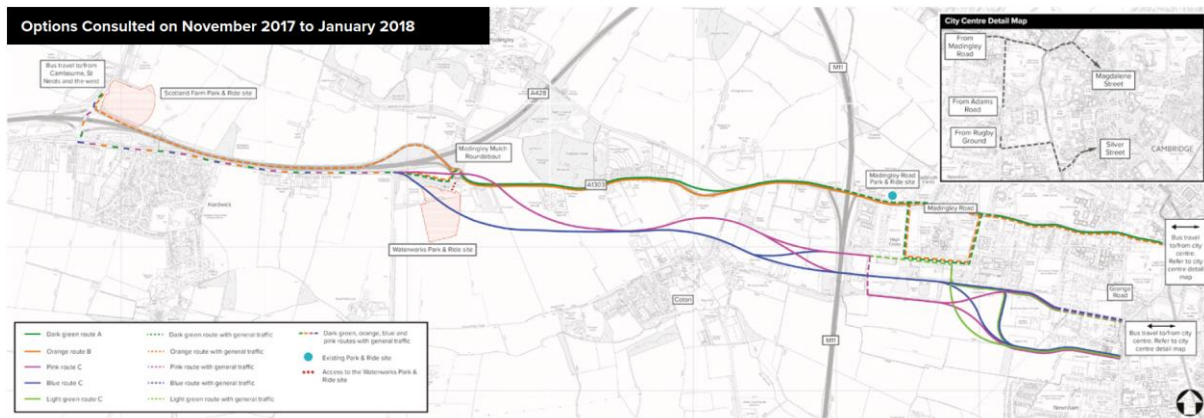 Options Consulted on November 2017 to January 2018
Bus travel to/from
Cambourne, St
Neots and the west
Scotland Farm Park & Ride site
Madingley
A428
M11
Madingley Mulch
Roundabout
A1303
Hardwick
Waterworks Park & Ride site
Coton
Madingley Road
Park & Ride site
Madingley Road
M11
Grange
Road
Newnham
Bus travel
to/from city
centre.
Refer to city
centre detail
map
Bus travel to/from city
centre. Refer to city
centre detail map
City Centre Detail Map
From
Madingley
Road
Magdalene
Street
From Adams
Road
From Rugby
Ground
Silver
Street
CAMBRIDGE
Dark green route A
Orange route B
Pink route C
Blue route C
Light green route C
Dark green route with general traffic
Orange route with general traffic
Pink route with general traffic
Blue route with general traffic
Light green route with general traffic
Dark green, orange, blue and
pink routes with general traffic
Existing Park & Ride site
Access to the Waterworks Park &
Ride site